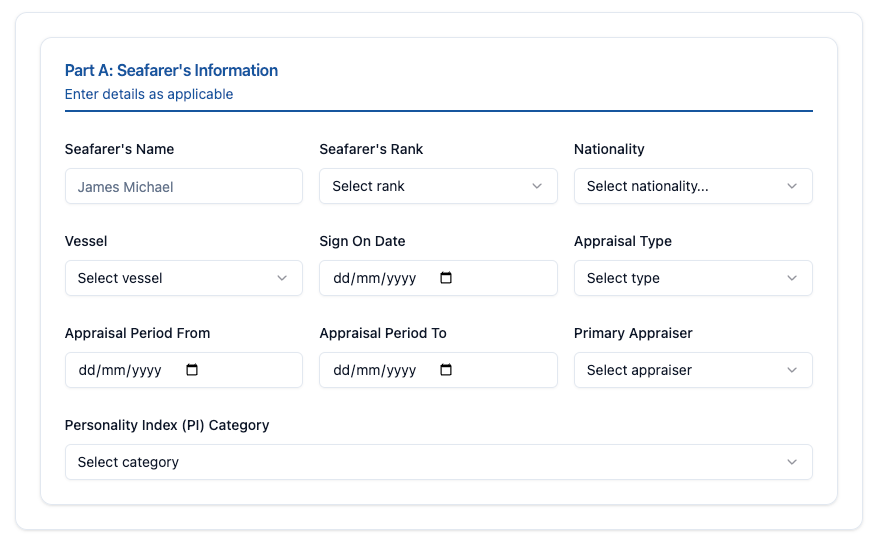 Part A: Seafarer's Information
Enter details as applicable
Seafarer's Name
Seafarer's Rank
Nationality
James Michael
Select rank
Select nationality...
Vessel
Sign On Date
Appraisal Type
Select vessel
dd/mm/yyyy
Select type
Appraisal Period From
Appraisal Period To
Primary Appraiser
dd/mm/yyyy
dd/mm/yyyy
Select appraiser
Personality Index (PI) Category
Select category